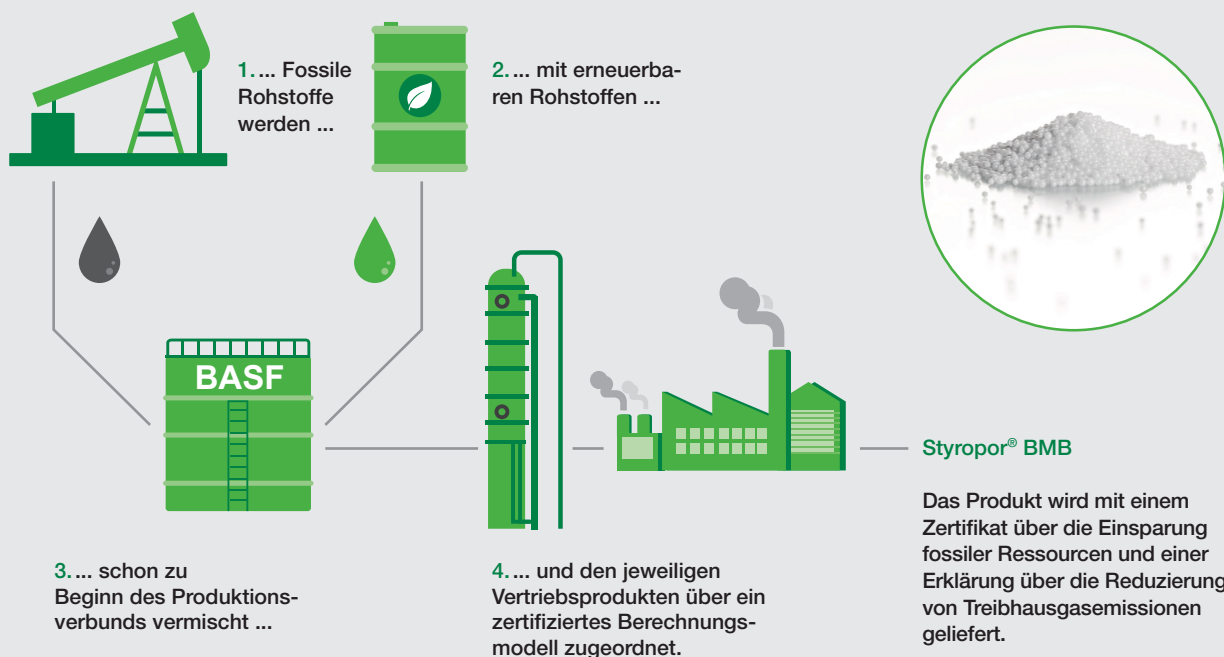 1. ... Fossile
Rohstoffe
werden ...
2. ... mit erneuerba-
ren Rohstoffen ...
BASF
3. ... schon zu
Beginn des Produktions-
verbunds vermischt ...
4. ... und den jeweiligen
Vertriebsprodukten über ein
zertifiziertes Berechnungs-
modell zugeordnet.
Styropor® BMB
Das Produkt wird mit einem
Zertifikat über die Einsparung
fossiler Ressourcen und einer
Erklärung über die Reduzierung
von Treibhausgasemissionen
geliefert.